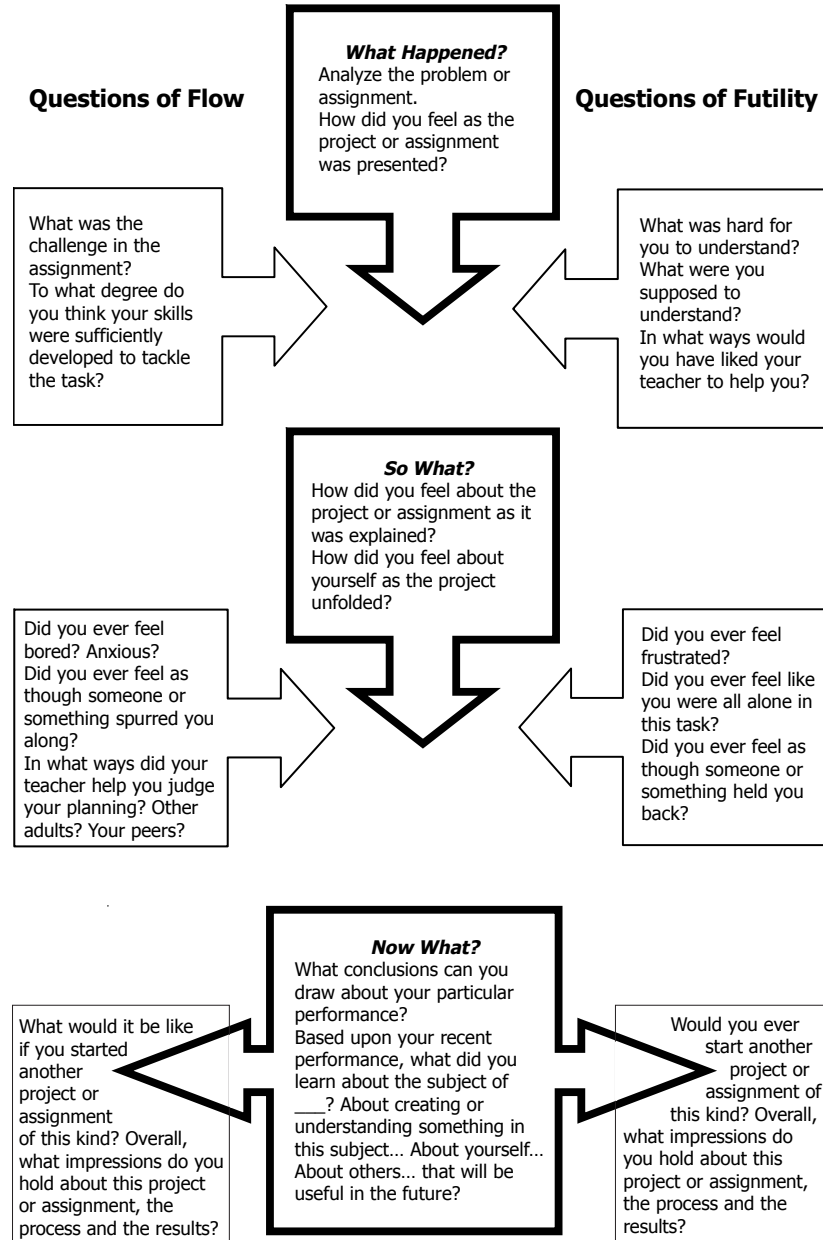 What Happened?
Analyze the problem or
assignment.
How did you feel as the
project or assignment
was presented?
Questions of Flow
Questions of Futility
What was the
challenge in the
assignment?
To what degree do
you think your skills
were sufficiently
developed to tackle
the task?
What was hard for
you to understand?
What were you
supposed to
understand?
In what ways would
you have liked your
teacher to help you?
So What?
How did you feel about the
project or assignment as it
was explained?
How did you feel about
yourself as the project
unfolded?
Did you ever feel
bored? Anxious?
Did you ever feel as
though someone or
something spurred you
along?
In what ways did your
teacher help you judge
your planning? Other
adults? Your peers?
Did you ever feel
frustrated?
Did you ever feel like
you were all alone in
this task?
Did you ever feel as
though someone or
something held you
back?
Now What?
What conclusions can you
draw about your particular
performance?
Based upon your recent
performance, what did you
learn about the subject of
___? About creating or
understanding something in
this subject… About yourself…
About others… that will be
useful in the future?
What would it be like
if you started
another
project or
assignment
of this kind? Overall,
what impressions do you
hold about this project
or assignment, the
process and the results?
Would you ever
start another
project or
assignment of
this kind? Overall,
what impressions do
you hold about this
project or assignment,
the process and the
results?